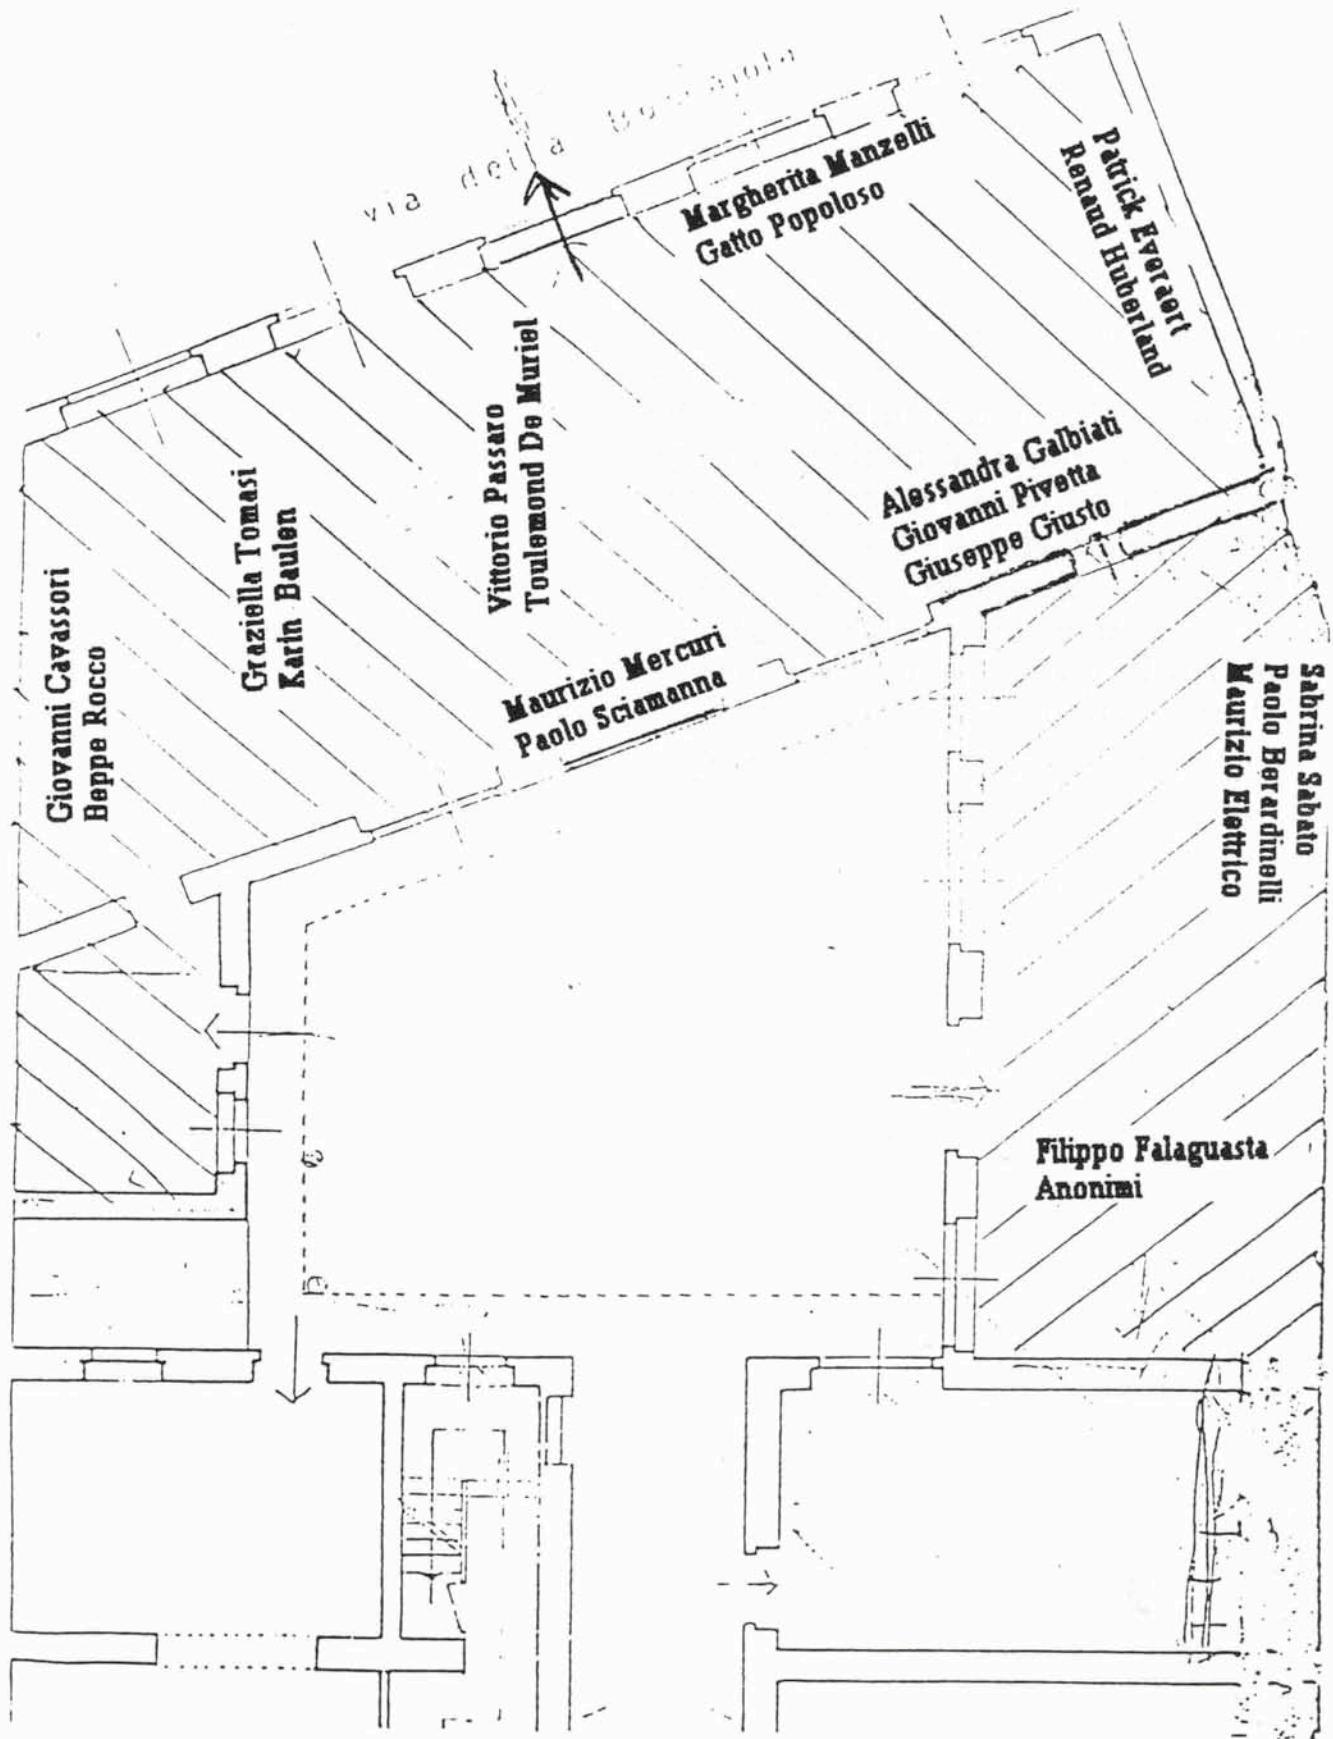 via della
Margherita Manzelli
Gatto Popoloso
Patrick Everaert
Renaud Huberland
Vittorio Passaro
Toulemond De Muriel
Alessandra Galbiati
Giovanni Pivetta
Giuseppe Giusto
Graziella Tomasi
Karin Baulen
Giovanni Cavassori
Beppe Rocco
Maurizio Mercuri
Paolo Sciamanna
Sabrina Sabato
Paolo Berardinelli
Maurizio Elettrico
Filippo Falaguasta
Anonimi